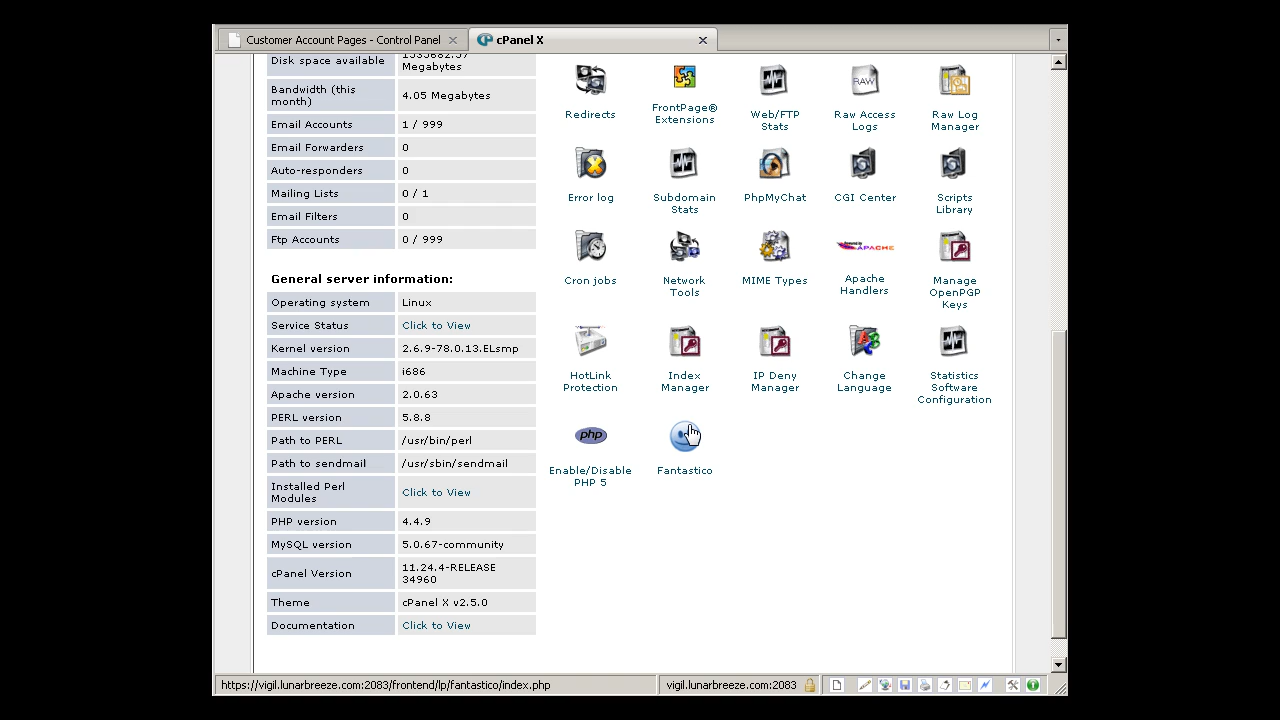 Customer Account Pages - Control Panel
cPanel X
Disk space available
Megabytes
Bandwidth (this
month)
4.05 Megabytes
Email Accounts
1 / 999
Email Forwarders
0
Auto-responders
0
Mailing Lists
0 / 1
Email Filters
0
Ftp Accounts
0 / 999
General server information:
Operating system
Linux
Service Status
Click to View
Kernel version
2.6.9-78.0.13.ELsmp
Machine Type
i686
Apache version
2.0.63
PERL version
5.8.8
Path to PERL
/usr/bin/perl
Path to sendmail
/usr/sbin/sendmail
Installed Perl
Modules
Click to View
PHP version
4.4.9
MySQL version
5.0.67-community
cPanel Version
11.24.4-RELEASE
34960
Theme
cPanel X v2.5.0
Documentation
Click to View
Redirects
FrontPage®
Extensions
Web/FTP
Stats
RAW
Raw Access
Logs
Raw Log
Manager
Error log
Subdomain
Stats
PhpMyChat
CGI Center
Scripts
Library
Cron jobs
Network
Tools
MIME Types
APACHE
Apache
Handlers
Manage
OpenPGP
Keys
HotLink
Protection
Index
Manager
IP Deny
Manager
Change
Language
Statistics
Software
Configuration
php
Enable/Disable
PHP 5
Fantastico
https://vigil.lunarbreeze.com:2083/frontend/lp/fantastico/index.php
vigil.lunarbreeze.com:2083